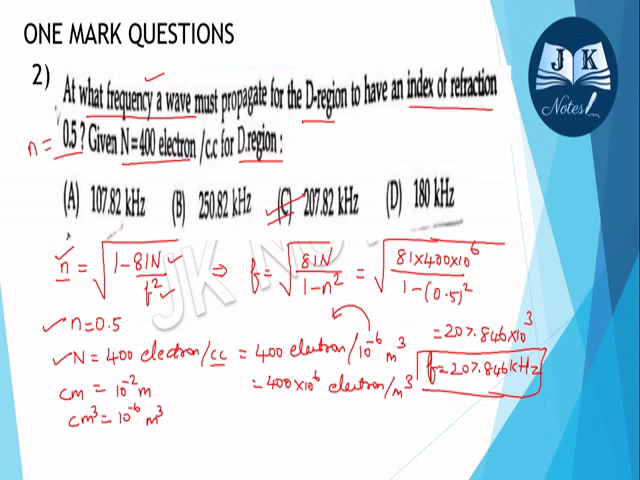 ONE MARK QUESTIONS
2)
At what frequency a wave must propagate for the D-region to have an index of refraction
n = 0.5 ? Given N = 400 electron /c.c for D.region :
(A) 107.82 kHz (B) 250.82 kHz (C) 207.82 kHz (D) 180 kHz
J K
Notes
JK NOT
n = √(1 - 81N/f²) ⇒ f = √(81N/(1 - n²)) = √(81×400×10⁶/(1 - (0.5)²))
✓ n = 0.5
= 207.846×10³
✓ N = 400 electron/cc = 400 electron/10⁻⁶ m³
f = 207.846 kHz
cm = 10⁻² m
= 400×10⁶ electron/m³
cm³ = 10⁻⁶ m³